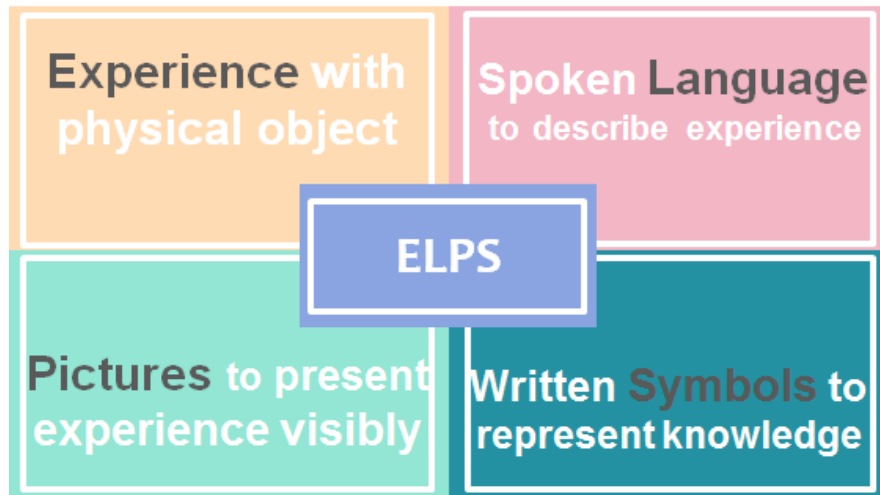 Experience with
physical object
Spoken Language
to describe experience
ELPS
Pictures to present
experience visibly
Written Symbols to
represent knowledge